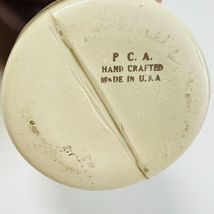 P. C. A.
HAND CRAFTED
MADE IN U.S.A.